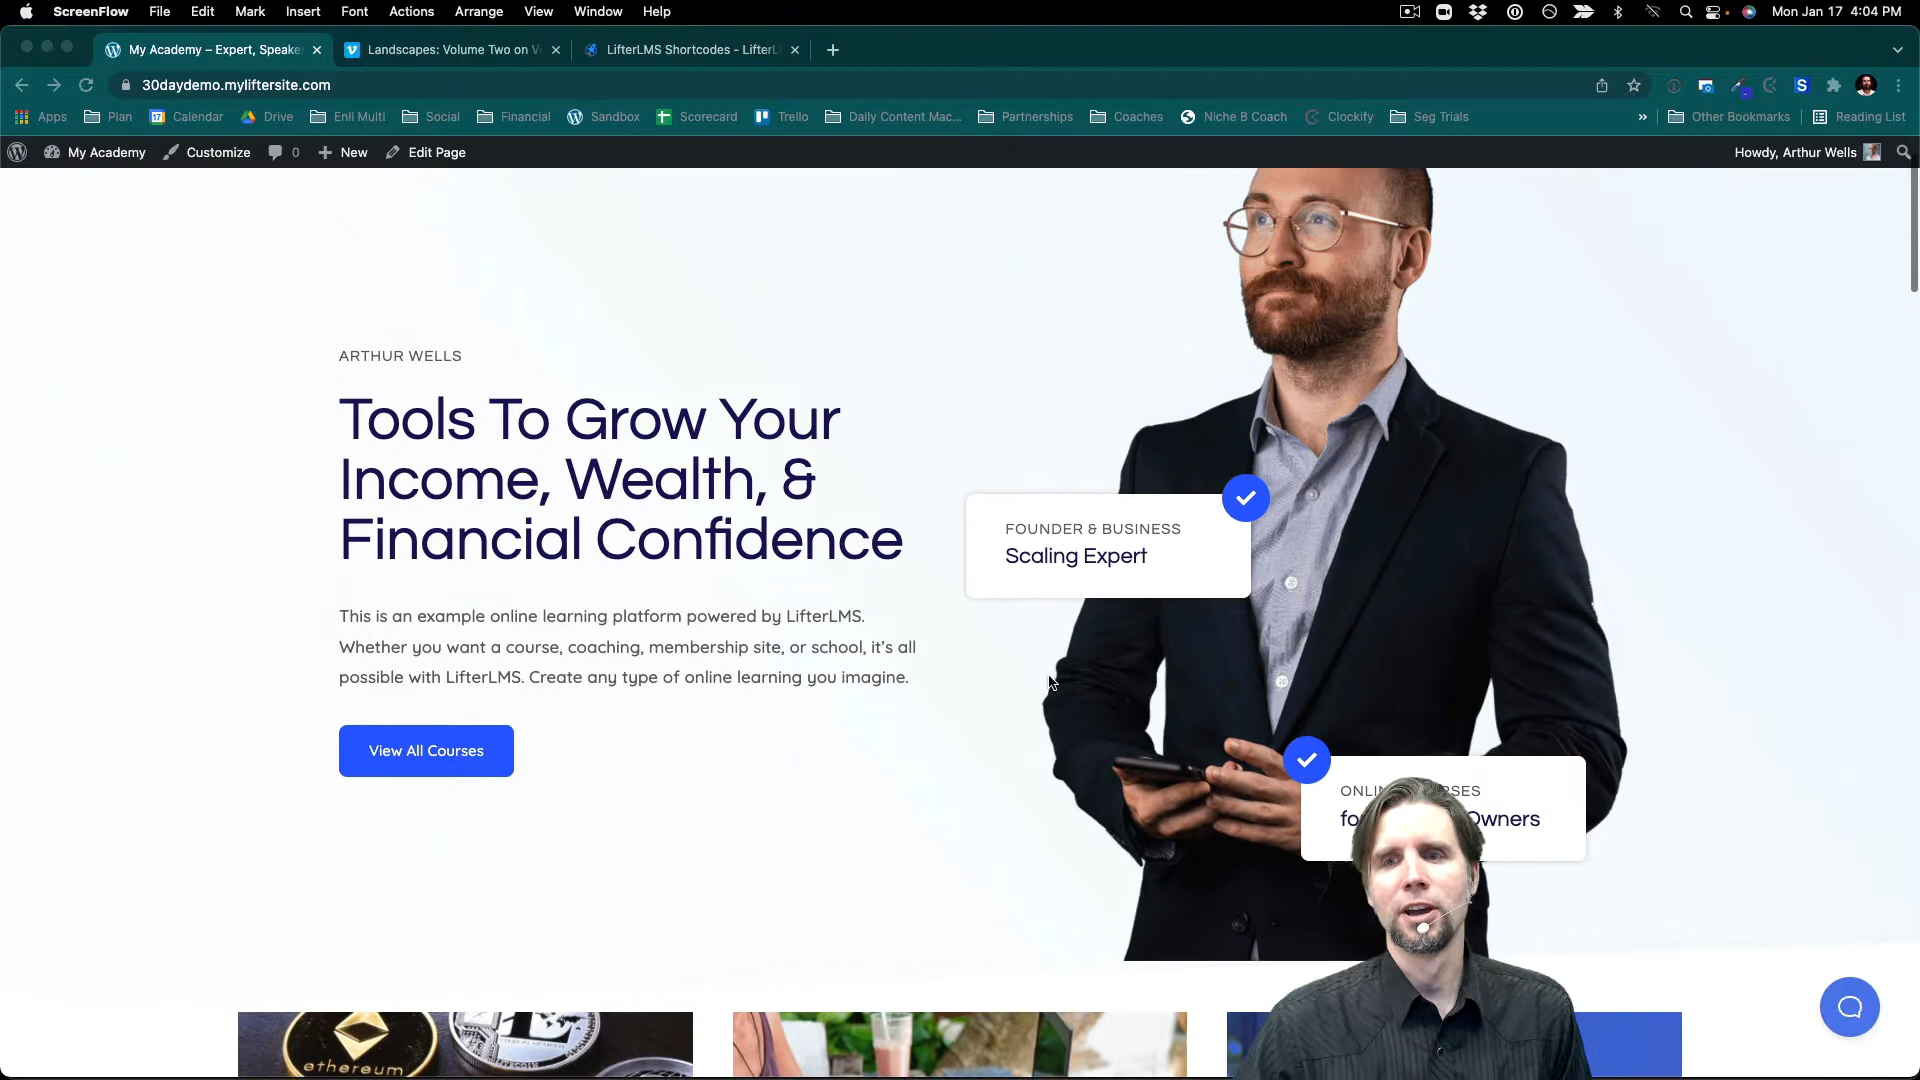 ScreenFlow File Edit Mark Insert Font Actions Arrange View Window Help Mon Jan 17 4:04 PM
My Academy – Expert, Speake Landscapes: Volume Two on V LifterLMS Shortcodes - LifterL
30daydemo.myliftersite.com
Apps Plan 17 Calendar Drive Enli Multi Social Financial Sandbox Scorecard Trello Daily Content Mac... Partnerships Coaches Niche B Coach Clockify Seg Trials » Other Bookmarks Reading List
My Academy Customize 0 New Edit Page Howdy, Arthur Wells
ARTHUR WELLS
Tools To Grow Your
Income, Wealth, &
Financial Confidence
This is an example online learning platform powered by LifterLMS.
Whether you want a course, coaching, membership site, or school, it's all
possible with LifterLMS. Create any type of online learning you imagine.
View All Courses
FOUNDER & BUSINESS
Scaling Expert
Owners
ethereum